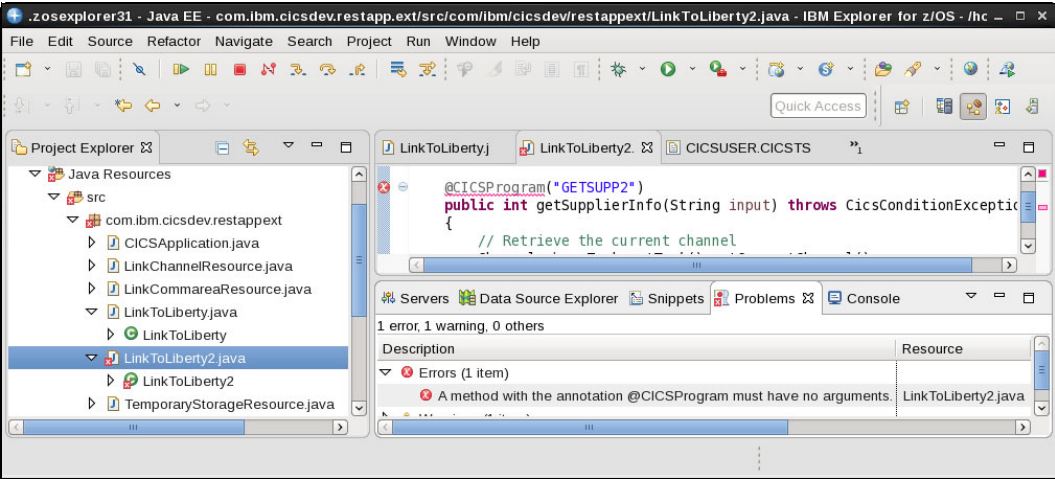 .zosexplorer31 - Java EE - com.ibm.cicsdev.restapp.ext/src/com/ibm/cicsdev/restappext/LinkToLiberty2.java - IBM Explorer for z/OS - /hc
File Edit Source Refactor Navigate Search Project Run Window Help
Quick Access
Project Explorer
Java Resources
src
com.ibm.cicsdev.restappext
CICSApplication.java
LinkChannelResource.java
LinkCommareaResource.java
LinkToLiberty.java
LinkToLiberty
LinkToLiberty2.java
LinkToLiberty2
TemporaryStorageResource.java
LinkToLiberty.j LinkToLiberty2. CICSUSER.CICSTS »1
@CICSProgram("GETSUPP2")
public int getSupplierInfo(String input) throws CicsConditionExceptic
{
// Retrieve the current channel
Servers Data Source Explorer Snippets Problems Console
1 error, 1 warning, 0 others
Description Resource
Errors (1 item)
A method with the annotation @CICSProgram must have no arguments. LinkToLiberty2.java